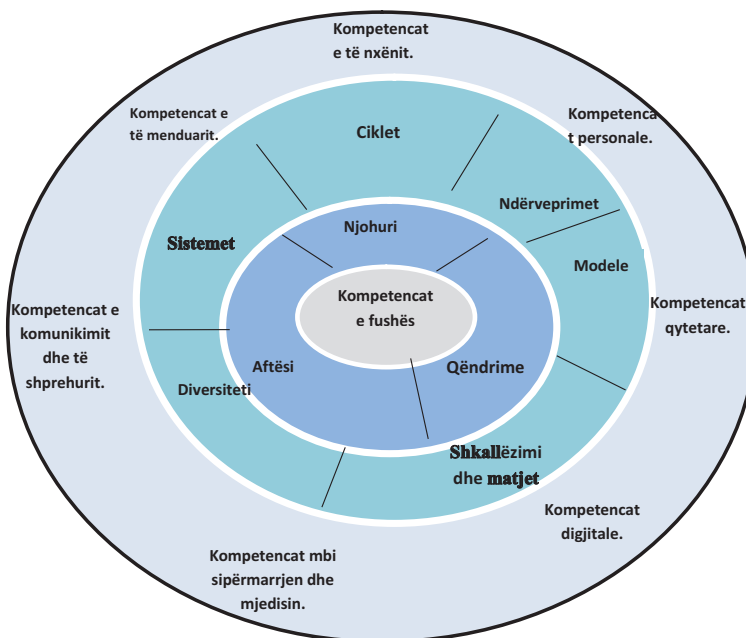 Kompetencat
e të nxënit.
Kompetencat e
të menduarit.
Kompetenca
t personale.
Ciklet
Ndërveprimet
Njohuri
Sistemet
Modele
Kompetencat
e fushës
Kompetencat
qytetare.
Kompetencat e
komunikimit
dhe të
shprehurit.
Aftësi
Qëndrime
Diversiteti
Shkallëzimi
dhe matjet
Kompetencat
digjitale.
Kompetencat mbi
sipërmarrjen dhe
mjedisin.